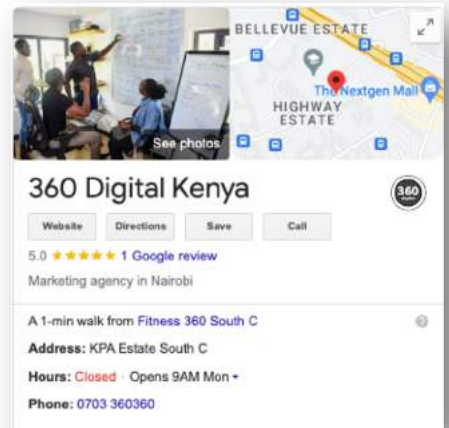 BELLEVUE ESTATE
The Nextgen Mall
HIGHWAY
ESTATE
See photos
360 Digital Kenya
360
Website
Directions
Save
Call
5.0 ★★★★★ 1 Google review
Marketing agency in Nairobi
A 1-min walk from Fitness 360 South C
Address: KPA Estate South C
Hours: Closed · Opens 9AM Mon
Phone: 0703 360360